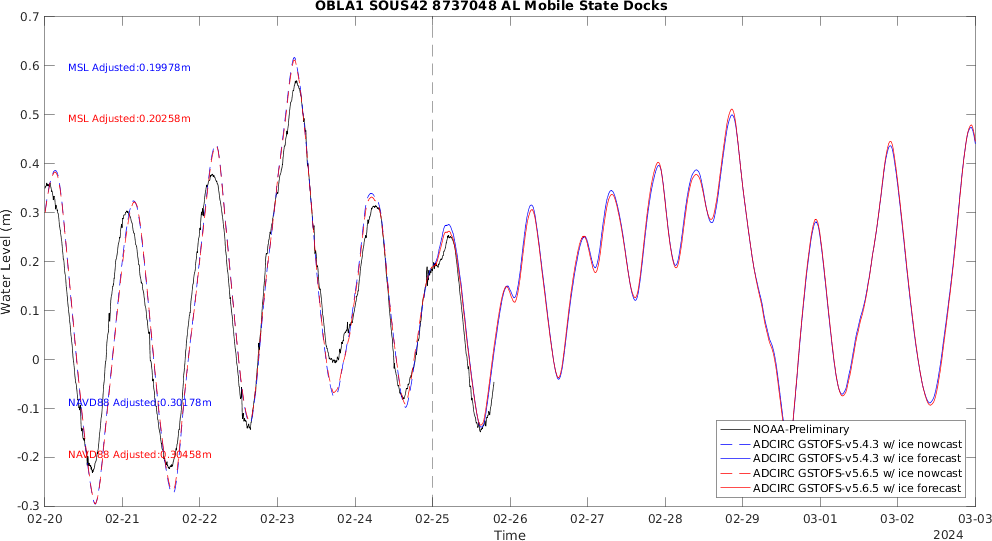 OBLA1 SOUS42 8737048 AL Mobile State Docks
0.7
0.6
0.5
0.4
0.3
0.2
0.1
0
-0.1
-0.2
-0.3
Water Level (m)
MSL Adjusted:0.19978m
MSL Adjusted:0.20258m
NAVD88 Adjusted:0.30178m
NAVD88 Adjusted:0.30458m
NOAA-Preliminary
ADCIRC GSTOFS-v5.4.3 w/ ice nowcast
ADCIRC GSTOFS-v5.4.3 w/ ice forecast
ADCIRC GSTOFS-v5.6.5 w/ ice nowcast
ADCIRC GSTOFS-v5.6.5 w/ ice forecast
02-20 02-21 02-22 02-23 02-24 02-25 02-26 02-27 02-28 02-29 03-01 03-02 03-03
Time
2024